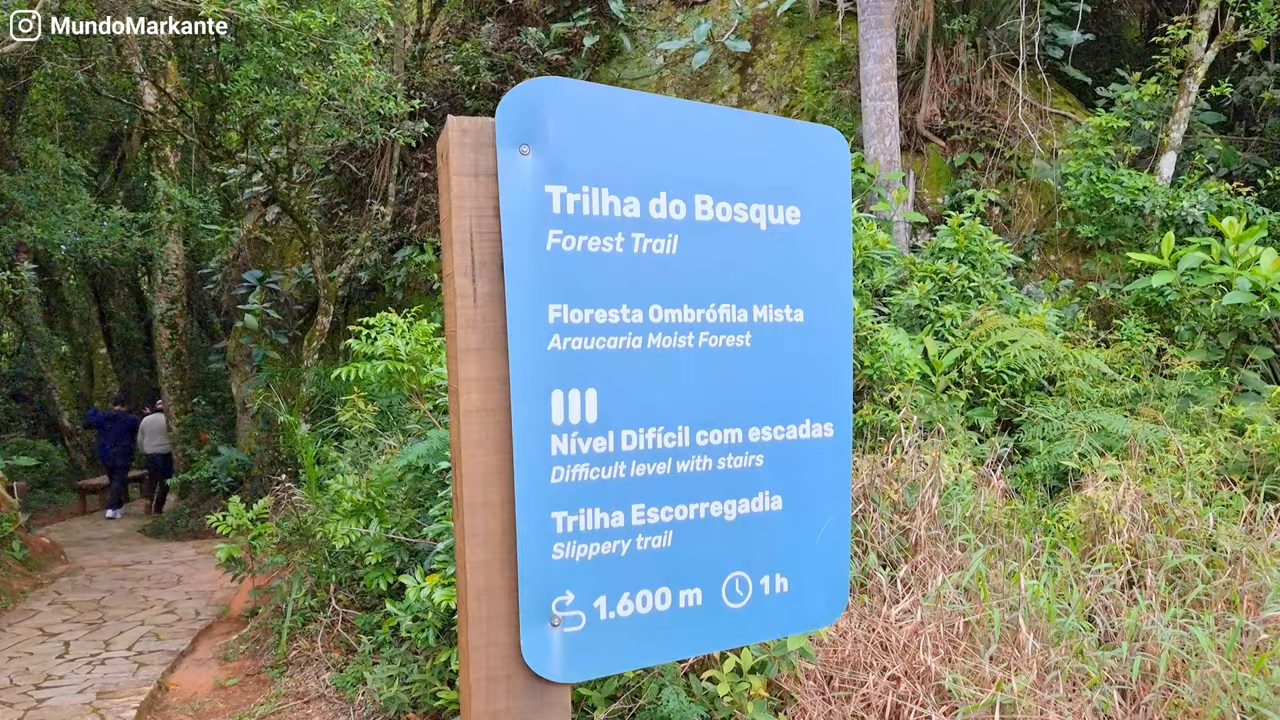 MundoMarkante
Trilha do Bosque
Forest Trail
Floresta Ombrófila Mista
Araucaria Moist Forest
Nível Difícil com escadas
Difficult level with stairs
Trilha Escorregadia
Slippery trail
1.600 m 1 h